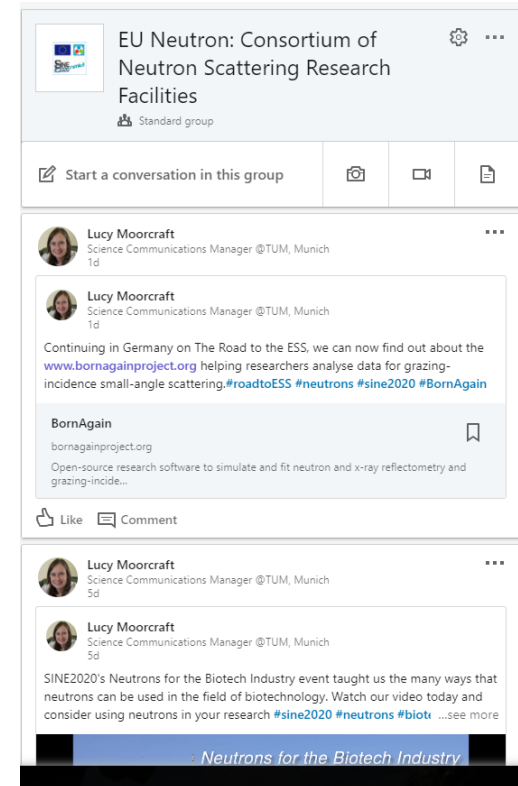 EU Neutron: Consortium of
Neutron Scattering Research
Facilities
Standard group
Start a conversation in this group
Lucy Moorcraft
Science Communications Manager @TUM, Munich
1d
Lucy Moorcraft
Science Communications Manager @TUM, Munich
1d
Continuing in Germany on The Road to the ESS, we can now find out about the
www.bornagainproject.org helping researchers analyse data for grazing-
incidence small-angle scattering.#roadtoESS #neutrons #sine2020 #BornAgain
BornAgain
bornagainproject.org
Open-source research software to simulate and fit neutron and x-ray reflectometry and
grazing-incide...
Like Comment
Lucy Moorcraft
Science Communications Manager @TUM, Munich
5d
Lucy Moorcraft
Science Communications Manager @TUM, Munich
5d
SINE2020's Neutrons for the Biotech Industry event taught us the many ways that
neutrons can be used in the field of biotechnology. Watch our video today and
consider using neutrons in your research #sine2020 #neutrons #biote ...see more
Neutrons for the Biotech Industry